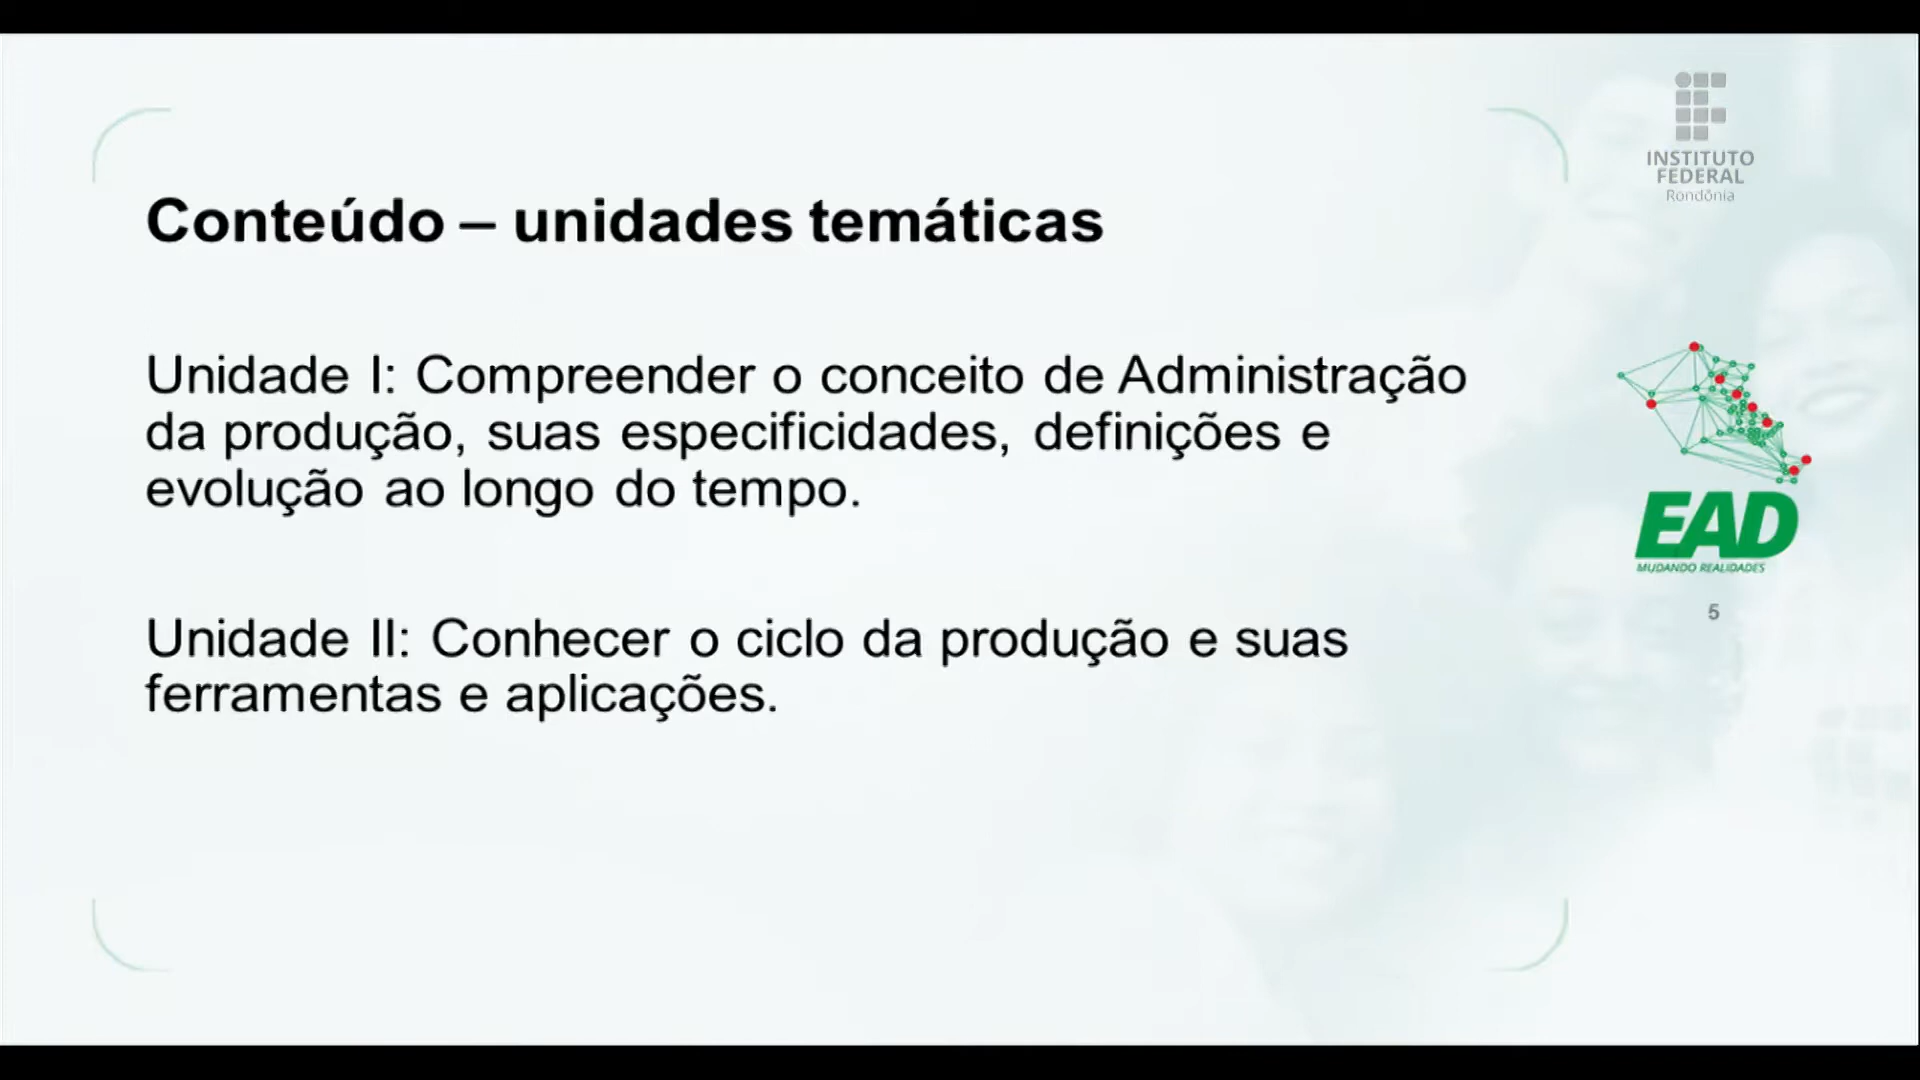 INSTITUTO
FEDERAL
Rondônia
Conteúdo – unidades temáticas
Unidade I: Compreender o conceito de Administração
da produção, suas especificidades, definições e
evolução ao longo do tempo.
Unidade II: Conhecer o ciclo da produção e suas
ferramentas e aplicações.
EAD
MUDANDO REALIDADES
5